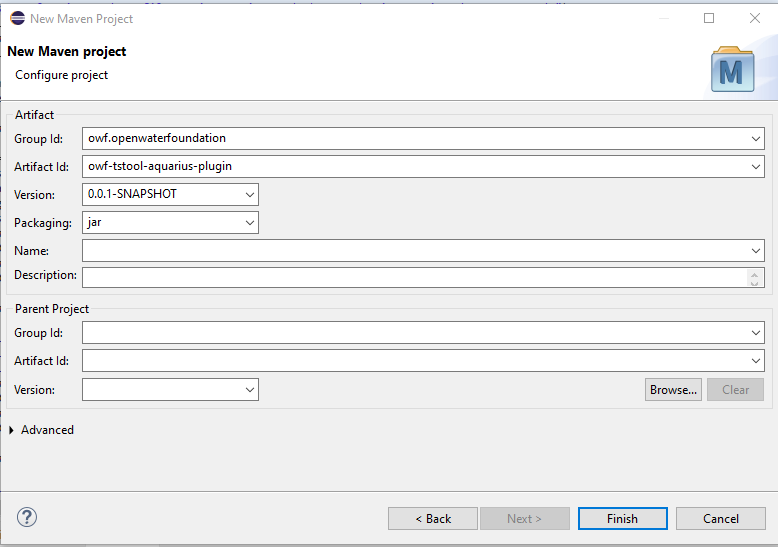 New Maven Project
New Maven project
Configure project
M
Artifact
Group Id: owf.openwaterfoundation
Artifact Id: owf-tstool-aquarius-plugin
Version: 0.0.1-SNAPSHOT
Packaging: jar
Name:
Description:
Parent Project
Group Id:
Artifact Id:
Version: Browse... Clear
Advanced
? < Back Next > Finish Cancel